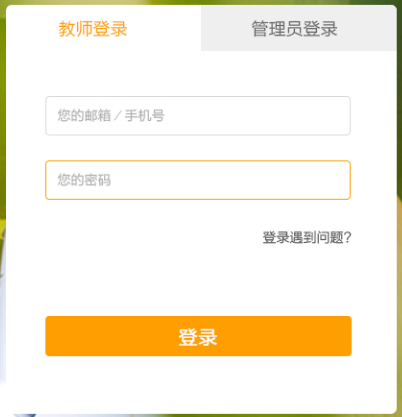 教师登录 管理员登录
您的邮箱／手机号
您的密码
登录遇到问题?
登录